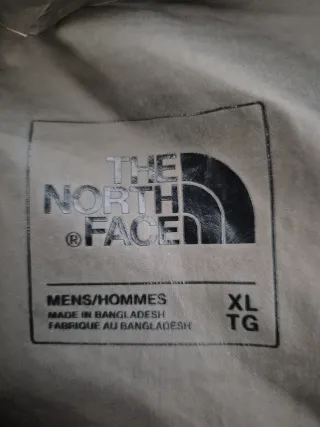 THE
NORTH
® FACE
MENS/HOMMES
MADE IN BANGLADESH
FABRIQUE AU BANGLADESH
XL
TG